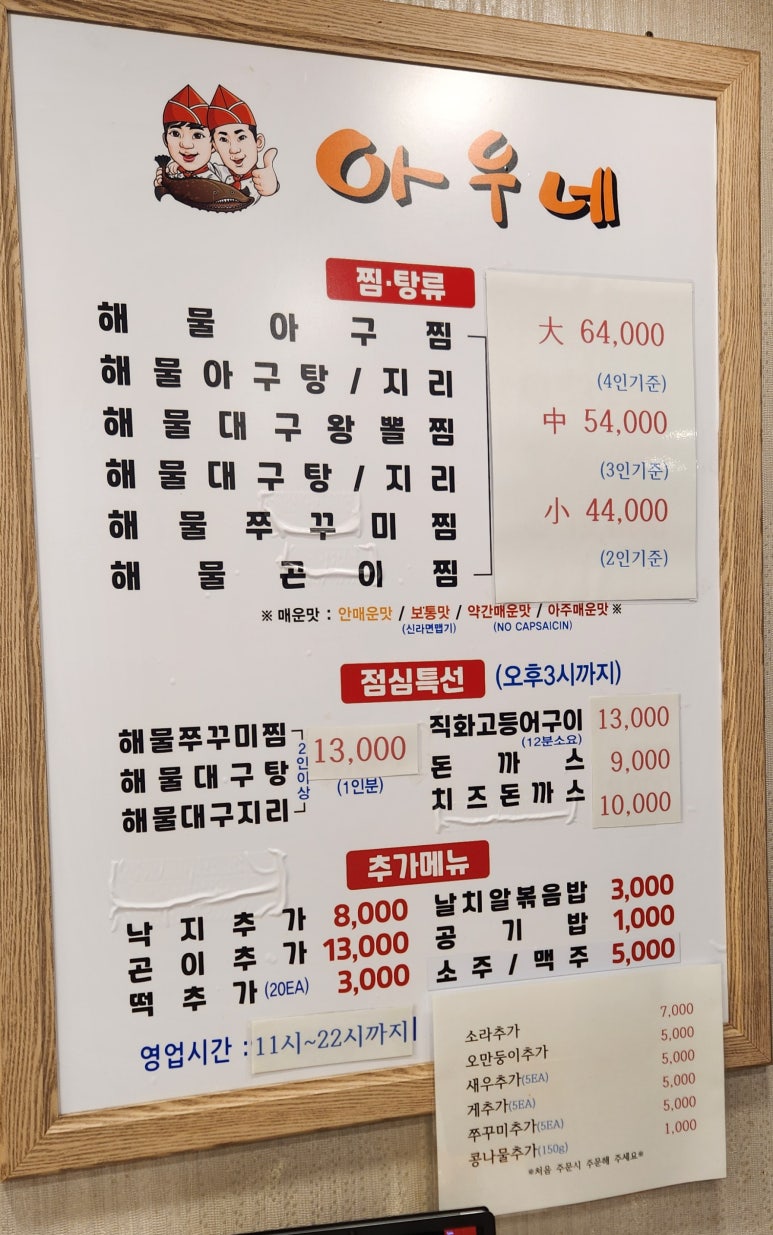 아우네
찜·탕류
해물아구찜
해물아구탕/지리
해물대구왕뽈찜
해물대구탕/지리
해물쭈꾸미찜
해물곤이찜
大 64,000
(4인기준)
中 54,000
(3인기준)
小 44,000
(2인기준)
※ 매운맛 : 안매운맛 / 보통맛 / 약간매운맛 / 아주매운맛 ※
(신라면맵기) (NO CAPSAICIN)
점심특선 (오후3시까지)
해물쭈꾸미찜
해물대구탕
해물대구지리
2인이상
13,000
(1인분)
직화고등어구이 13,000
(12분소요)
돈까스 9,000
치즈돈까스 10,000
추가메뉴
낙지추가 8,000
곤이추가 13,000
떡추가(20EA) 3,000
날치알볶음밥 3,000
공기밥 1,000
소주/맥주 5,000
영업시간 : 11시~22시까지
소라추가 7,000
오만둥이추가 5,000
새우추가(5EA) 5,000
게추가(5EA) 5,000
쭈꾸미추가(5EA) 5,000
콩나물추가(150g) 1,000
※처음 주문시 주문해 주세요※